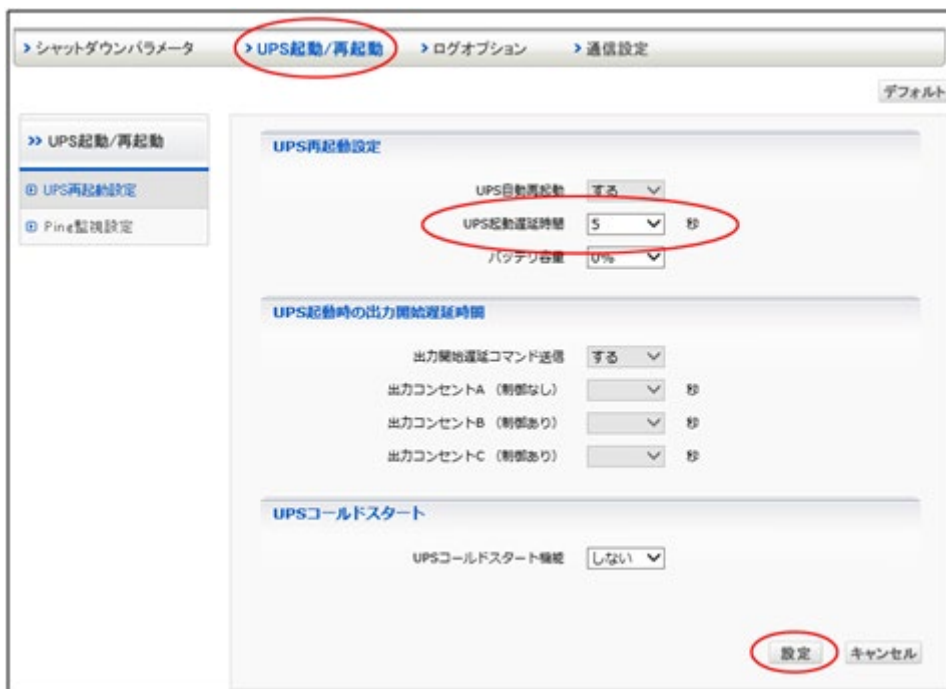 シャットダウンパラメータ UPS起動/再起動 ログオプション 通信設定
デフォルト
UPS起動/再起動
UPS再起動設定
Ping監視設定
UPS再起動設定
UPS自動再起動 する
UPS起動遅延時間 5 秒
バッテリ容量 0%
UPS起動時の出力開始遅延時間
出力開始遅延コマンド送信 する
出力コンセントA (制御なし) 秒
出力コンセントB (制御あり) 秒
出力コンセントC (制御あり) 秒
UPSコールドスタート
UPSコールドスタート機能 しない
設定 キャンセル